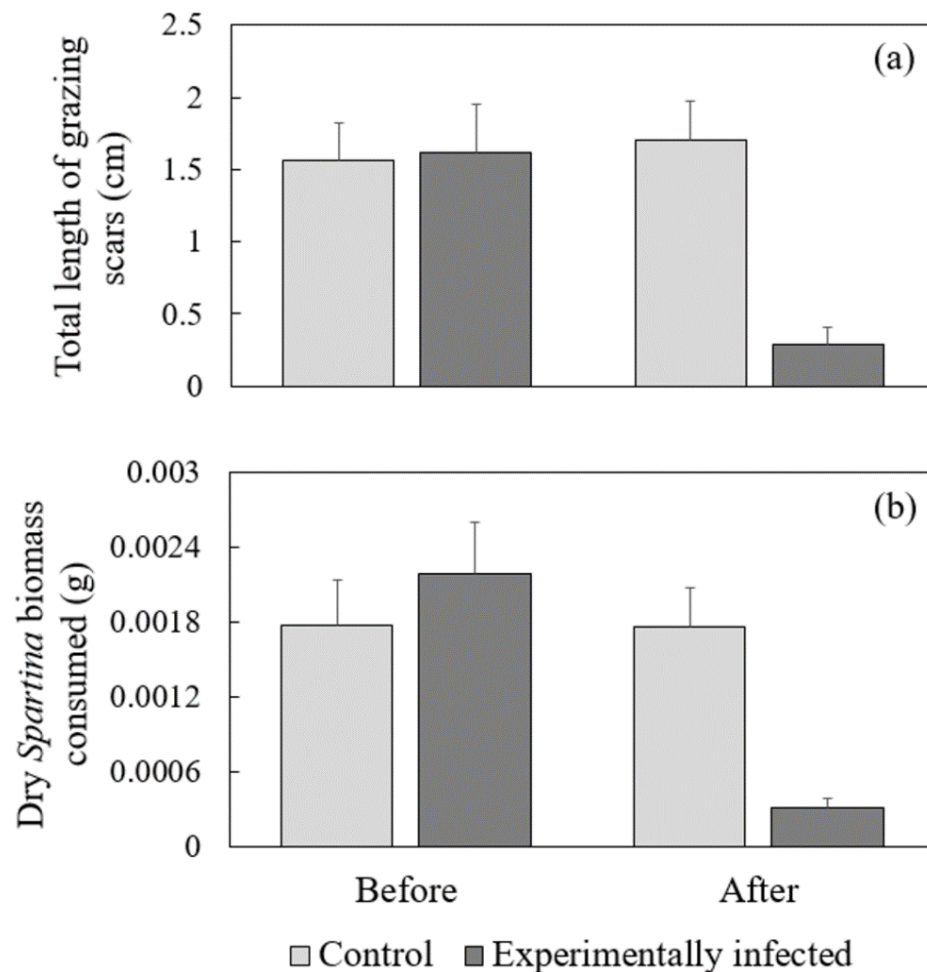 2.5
(a)
2
1.5
1
0.5
0
Total length of grazing
scars (cm)
0.003
(b)
0.0024
0.0018
0.0012
0.0006
0
Dry Spartina biomass
consumed (g)
Before After
Control Experimentally infected